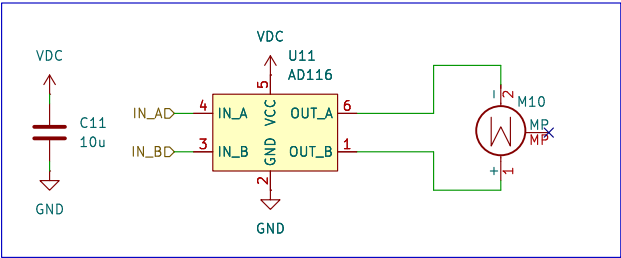 VDC
U11
AD116
VDC
C11
10u
GND
IN_A
IN_B
4
3
5
2
6
1
IN_A
IN_B
VCC
GND
OUT_A
OUT_B
GND
M10
MP
MP
-
2
+
1
M